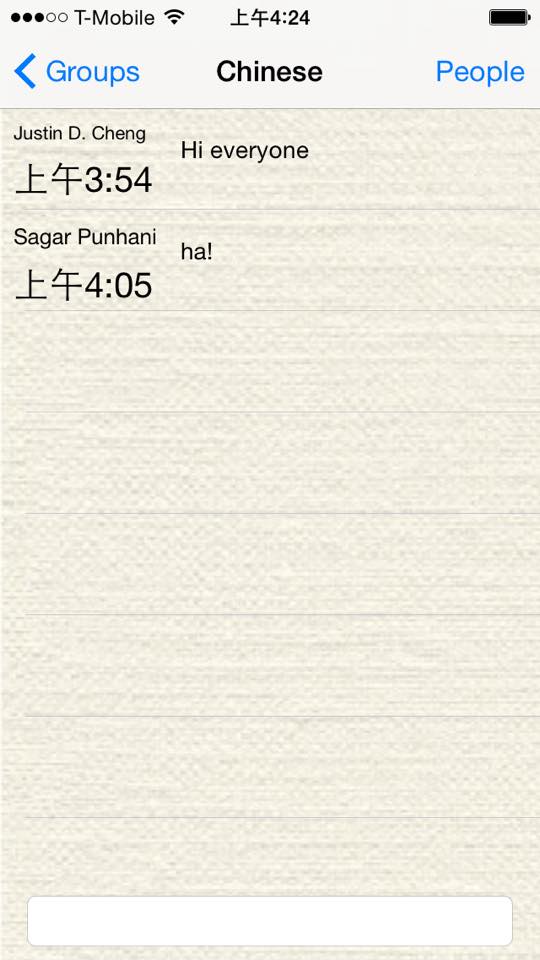 T-Mobile 上午4:24
Groups Chinese People
Justin D. Cheng
Hi everyone
上午3:54
Sagar Punhani
ha!
上午4:05